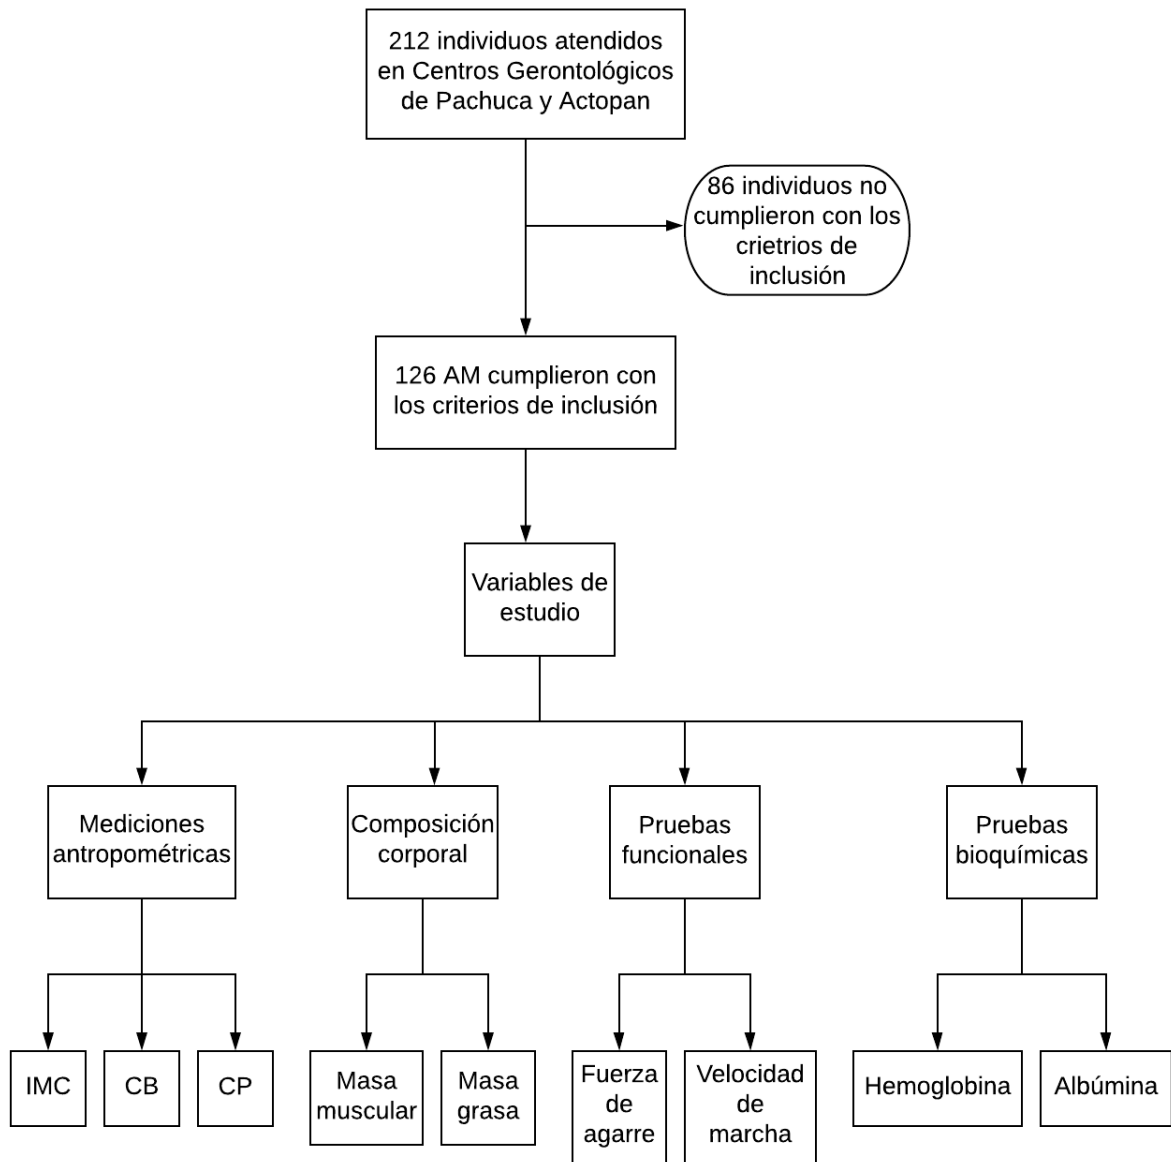 212 individuos atendidos
en Centros Gerontológicos
de Pachuca y Actopan
86 individuos no
cumplieron con los
crietrios de
inclusión
126 AM cumplieron con
los criterios de inclusión
Variables de
estudio
Mediciones
antropométricas
Composición
corporal
Pruebas
funcionales
Pruebas
bioquímicas
IMC
CB
CP
Masa
muscular
Masa
grasa
Fuerza
de
agarre
Velocidad
de
marcha
Hemoglobina
Albúmina